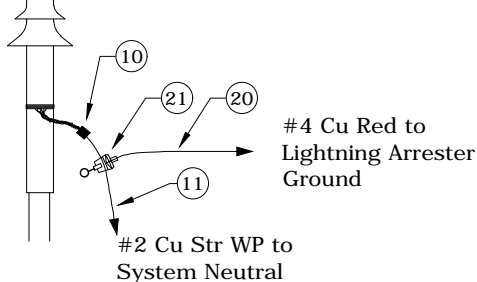 10
21
20
#4 Cu Red to
Lightning Arrester
Ground
11
#2 Cu Str WP to
System Neutral